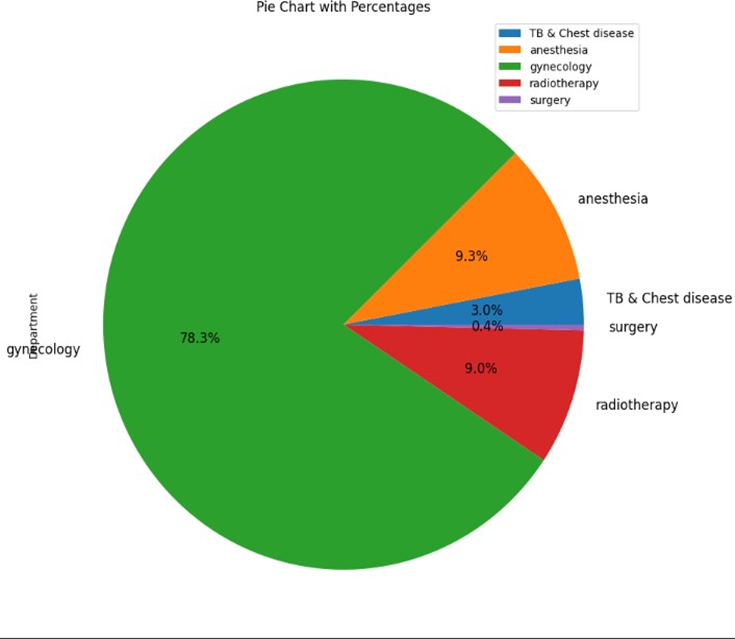 Pie Chart with Percentages
TB & Chest disease
anesthesia
gynecology
radiotherapy
surgery
anesthesia
9.3%
TB & Chest disease
3.0%
surgery
0.4%
Department
gynecology
78.3%
9.0%
radiotherapy